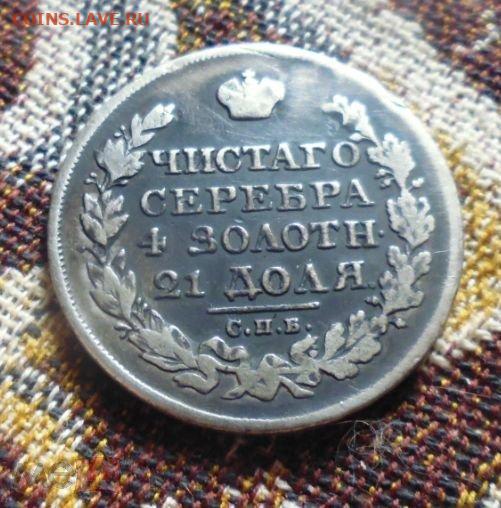 COINS.LAVE.RU
ЧИСТАГО
СЕРЕБРА
4 ЗОЛОТН.
21 ДОЛЯ.
С.П.Б.